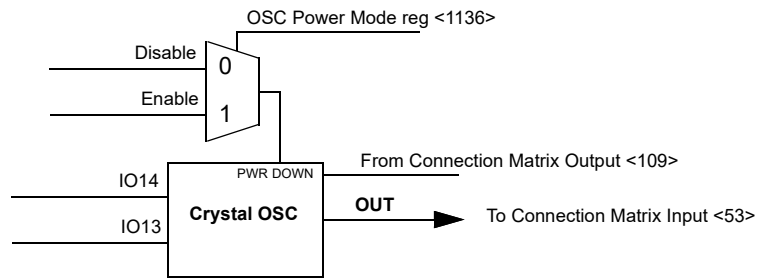 OSC Power Mode reg <1136>
Disable
0
Enable
1
PWR DOWN
From Connection Matrix Output <109>
IO14
Crystal OSC
OUT
To Connection Matrix Input <53>
IO13